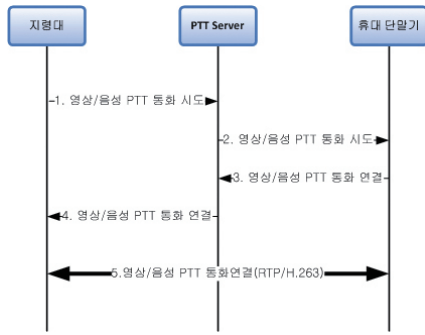 지령대
PTT Server
휴대 단말기
1. 영상/음성 PTT 통화 시도
2. 영상/음성 PTT 통화 시도
3. 영상/음성 PTT 통화 연결
4. 영상/음성 PTT 통화 연결
5.영상/음성 PTT 통화연결(RTP/H.263)